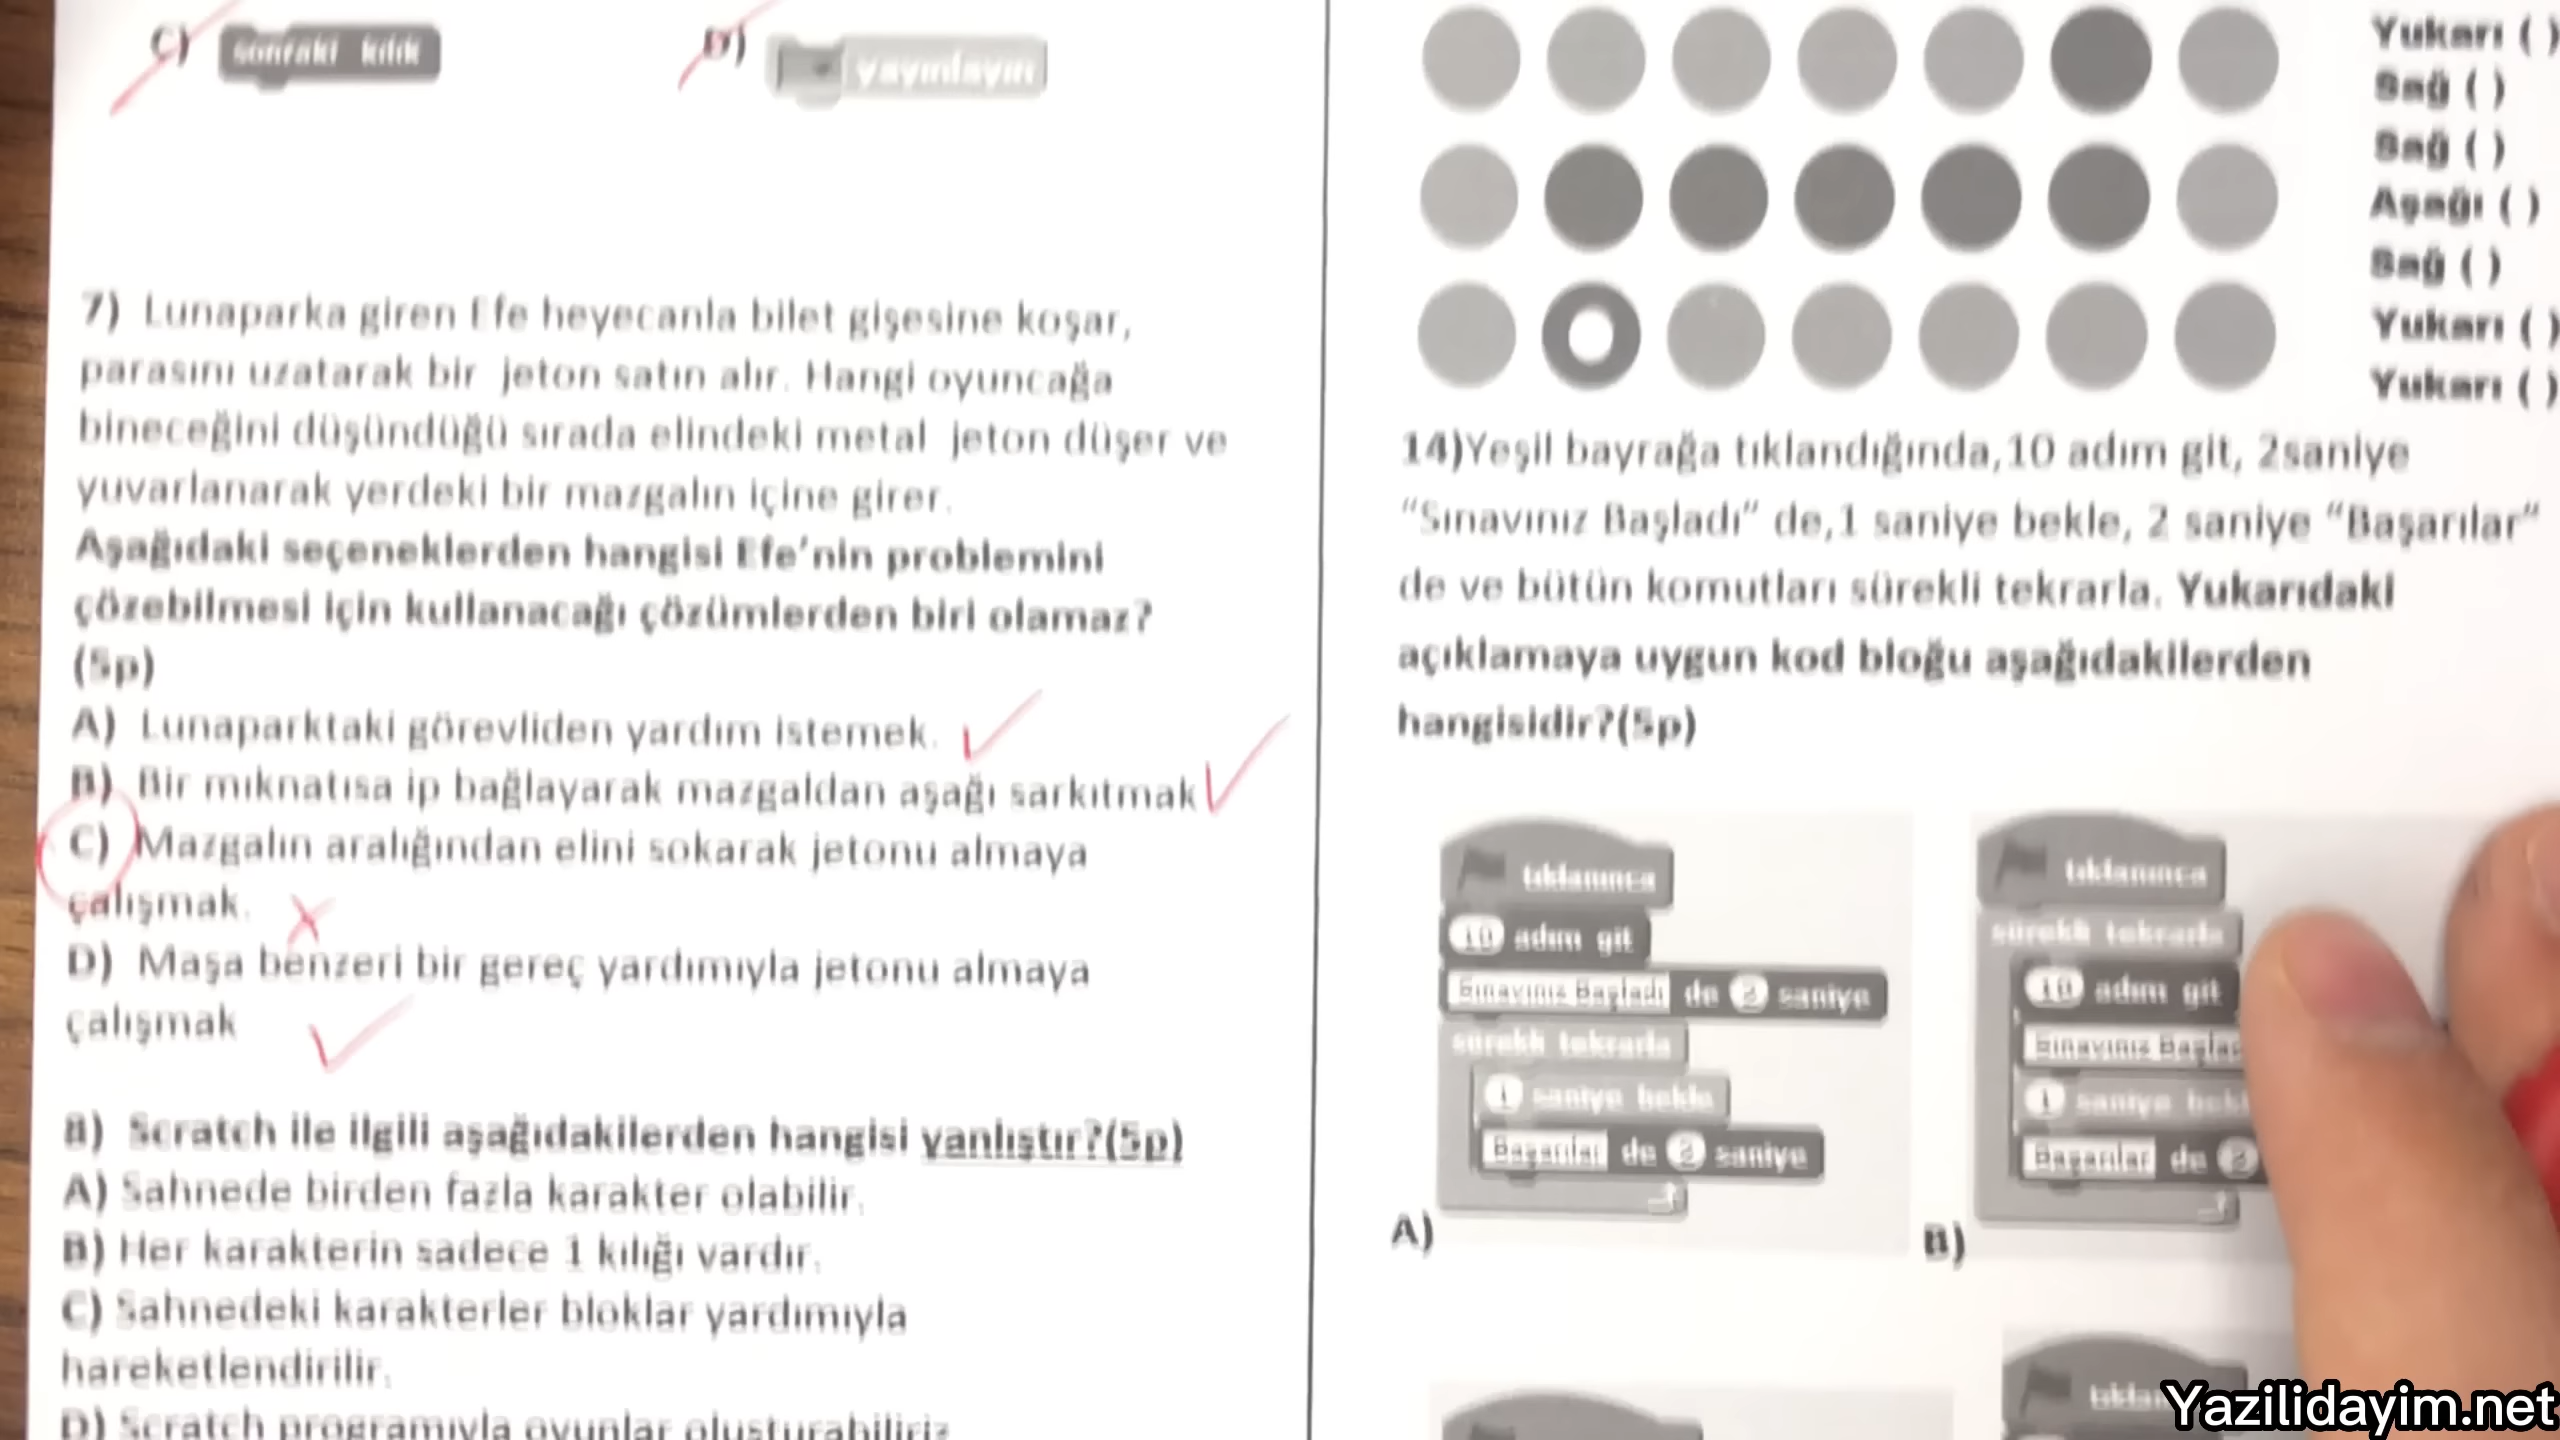 C) sonraki kılık
D) yayınlayın
7) Lunaparka giren Efe heyecanla bilet gişesine koşar,
parasını uzatarak bir jeton satın alır. Hangi oyuncağa
bineceğini düşündüğü sırada elindeki metal jeton düşer ve
yuvarlanarak yerdeki bir mazgalın içine girer.
Aşağıdaki seçeneklerden hangisi Efe'nin problemini
çözebilmesi için kullanacağı çözümlerden biri olamaz?
(5p)
A) Lunaparktaki görevliden yardım istemek.
B) Bir mıknatısa ip bağlayarak mazgaldan aşağı sarkıtmak
C) Mazgalın aralığından elini sokarak jetonu almaya
çalışmak.
D) Maşa benzeri bir gereç yardımıyla jetonu almaya
çalışmak
8) Scratch ile ilgili aşağıdakilerden hangisi yanlıştır?(5p)
A) Sahnede birden fazla karakter olabilir.
B) Her karakterin sadece 1 kılığı vardır.
C) Sahnedeki karakterler bloklar yardımıyla
hareketlendirilir.
D) Scratch programıyla oyunlar oluşturabiliriz
Yukarı ( )
Sağ ( )
Sağ ( )
Aşağı ( )
Sağ ( )
Yukarı ( )
Yukarı ( )
14)Yeşil bayrağa tıklandığında,10 adım git, 2saniye
"Sınavınız Başladı" de,1 saniye bekle, 2 saniye "Başarılar"
de ve bütün komutları sürekli tekrarla. Yukarıdaki
açıklamaya uygun kod bloğu aşağıdakilerden
hangisidir?(5p)
tıklanınca
10 adım git
Sınavınız Başladı de 2 saniye
sürekli tekrarla
1 saniye bekle
Başarılar de 2 saniye
A)
tıklanınca
sürekli tekrarla
10 adım git
Sınavınız
1 saniye
Başarılar de 2
B)
Yazilidayim.net